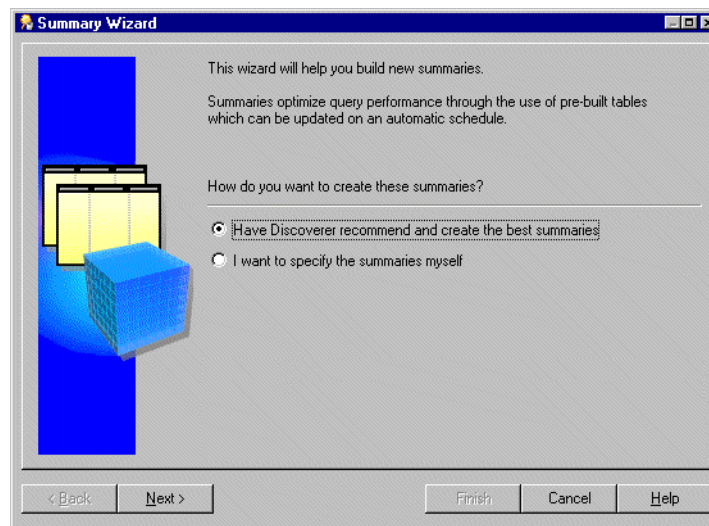 Summary Wizard
This wizard will help you build new summaries.
Summaries optimize query performance through the use of pre-built tables
which can be updated on an automatic schedule.
How do you want to create these summaries?
Have Discoverer recommend and create the best summaries
I want to specify the summaries myself
< Back Next > Finish Cancel Help